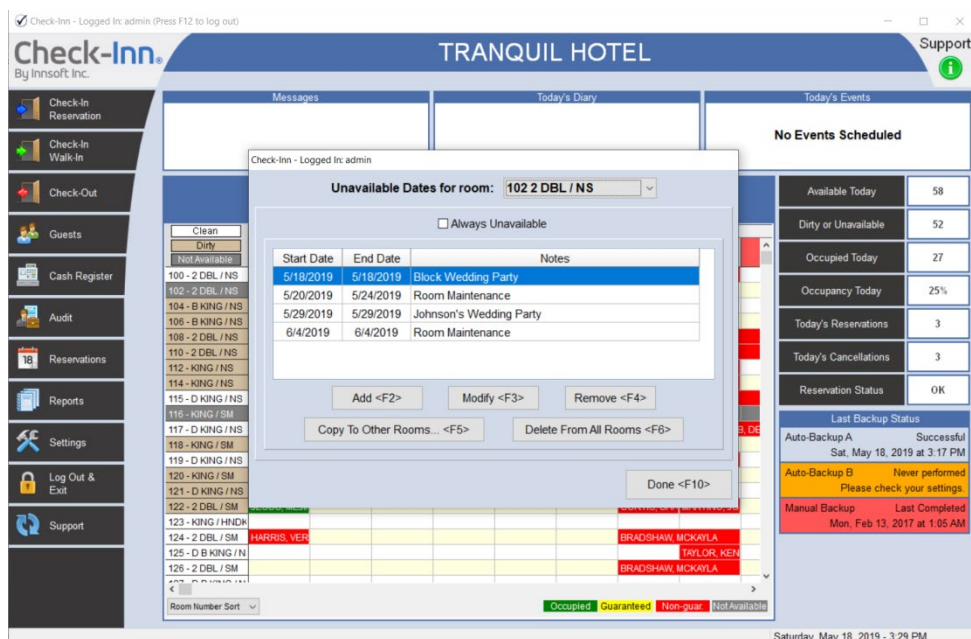 Check-Inn - Logged In: admin (Press F12 to log out)
Check-Inn®
By Innsoft Inc.
TRANQUIL HOTEL
Support
Check-In
Reservation
Check-In
Walk-In
Check-Out
Guests
Cash Register
Audit
18
Reservations
Reports
Settings
Log Out &
Exit
Support
Messages
Today's Diary
Today's Events
No Events Scheduled
Check-Inn - Logged In: admin
Unavailable Dates for room: 102 2 DBL / NS
Always Unavailable
Start Date End Date Notes
5/18/2019 5/18/2019 Block Wedding Party
5/20/2019 5/24/2019 Room Maintenance
5/29/2019 5/29/2019 Johnson's Wedding Party
6/4/2019 6/4/2019 Room Maintenance
Add <F2> Modify <F3> Remove <F4>
Copy To Other Rooms... <F5> Delete From All Rooms <F6>
Done <F10>
Clean
Dirty
Not Available
100 - 2 DBL / NS
102 - 2 DBL / NS
104 - B KING / NS
106 - B KING / NS
108 - 2 DBL / NS
110 - 2 DBL / NS
112 - KING / NS
114 - KING / NS
115 - D KING / NS
116 - KING / SM
117 - D KING / NS
118 - KING / SM
119 - D KING / NS
120 - KING / SM
121 - D KING / NS
122 - 2 DBL / SM
123 - KING / HNDK
124 - 2 DBL / SM HARRIS, VER BRADSHAW, MCKAYLA
125 - D B KING / N TAYLOR, KEN
126 - 2 DBL / SM BRADSHAW, MCKAYLA
Room Number Sort
Occupied Guaranteed Non-guar. Not Available
Available Today 58
Dirty or Unavailable 52
Occupied Today 27
Occupancy Today 25%
Today's Reservations 3
Today's Cancellations 3
Reservation Status OK
Last Backup Status
Auto-Backup A Successful
Sat, May 18, 2019 at 3:17 PM
Auto-Backup B Never performed
Please check your settings.
Manual Backup Last Completed
Mon, Feb 13, 2017 at 1:05 AM
Saturday, May 18, 2019 - 3:29 PM